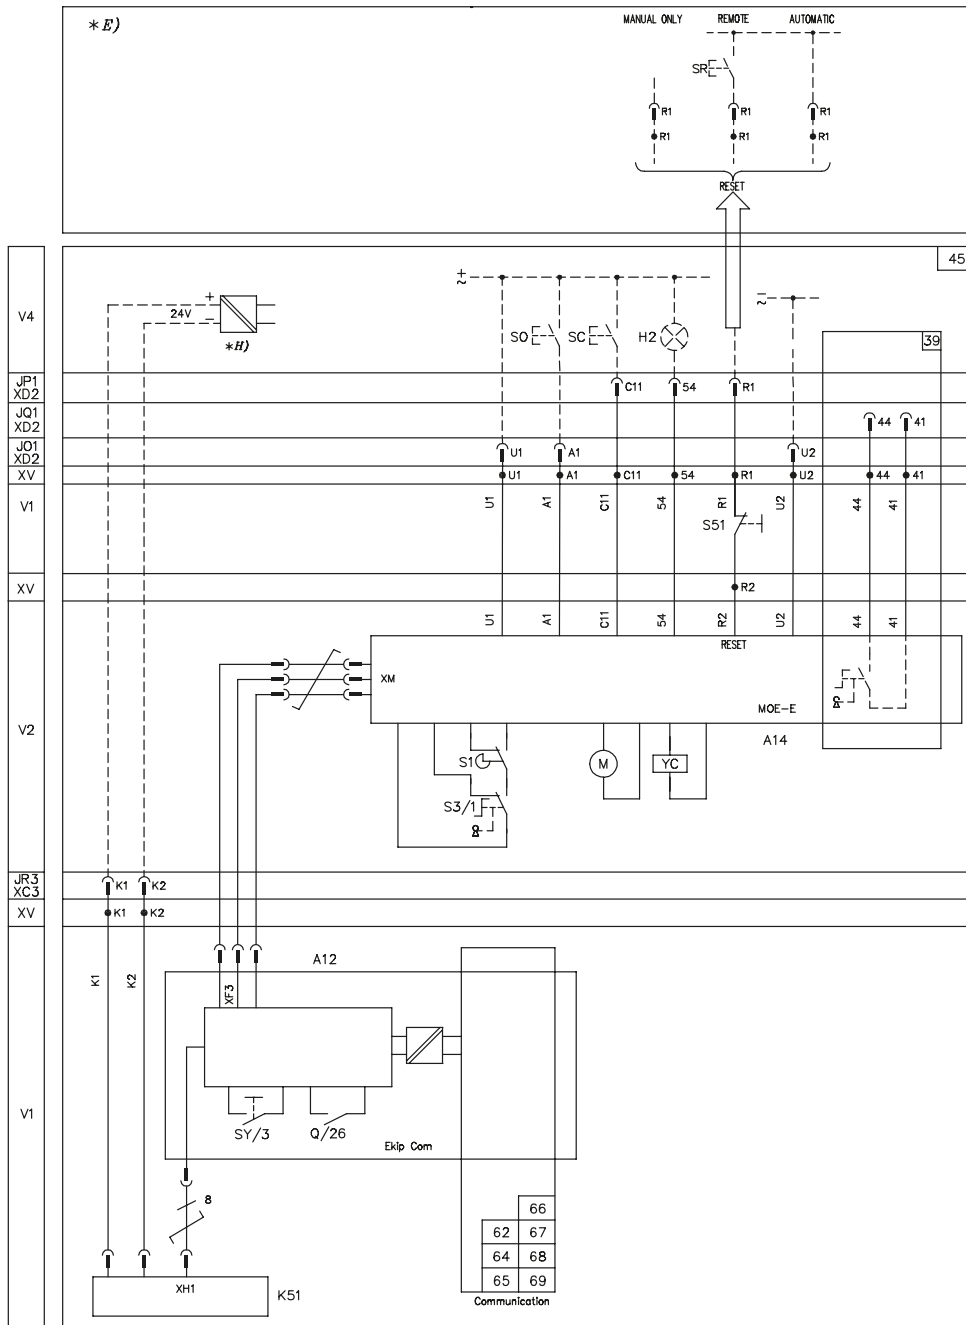 *E)
MANUAL ONLY REMOTE AUTOMATIC
SR
R1 R1 R1
R1 R1 R1
RESET
45
V4
+
24V
−
*H)
+
~
SO SC H2
−
~
39
JP1
XD2
C11 54 R1
JQ1
XD2
44 41
JO1
XD2
U1 A1 U2
XV
U1 A1 C11 54 R1 U2 44 41
V1
U1 A1 C11 54 R1 U2 44 41
S51
XV
R2
U1 A1 C11 54 R2 U2 44 41
RESET
XM
MOE-E
A14
V2
S1
M YC
S3/1
JR3
XC3
K1 K2
XV
K1 K2
A12
K1 K2 XF3
V1
SY/3 Q/26
Ekip Com
8
66
62 67
64 68
65 69
XH1
K51
Communication